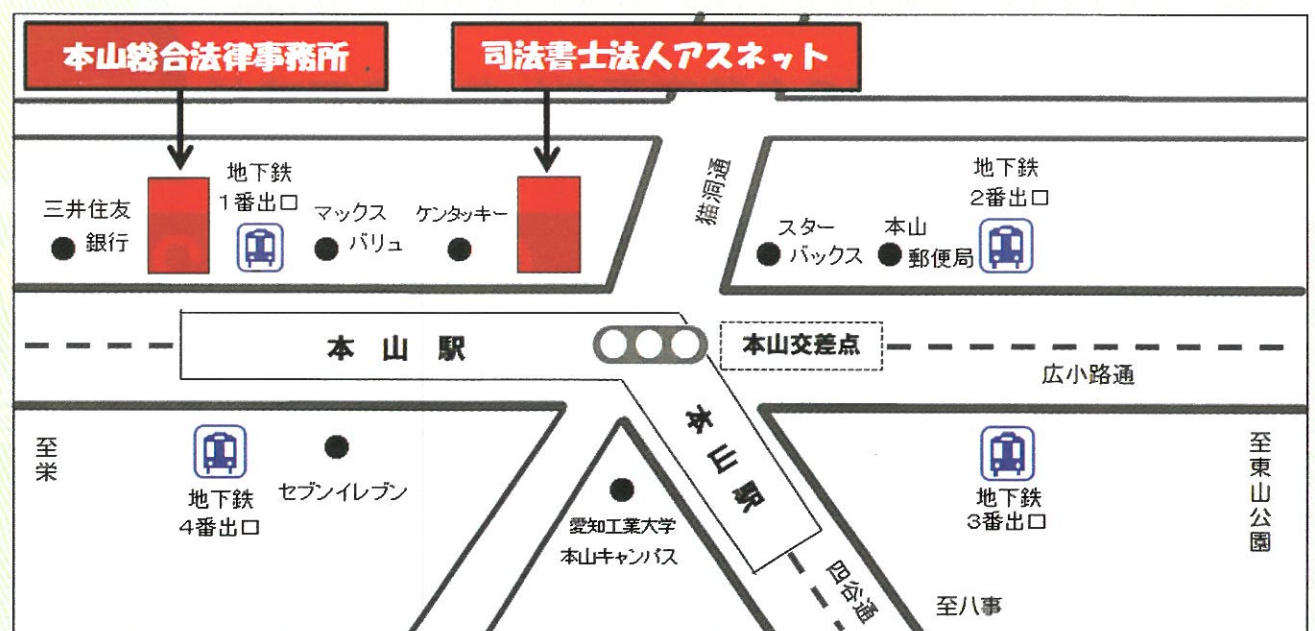 本山総合法律事務所
司法書士法人アスネット
三井住友
銀行
地下鉄
1番出口
マックス
バリュ
ケンタッキー
猫洞通
スター
バックス
本山
郵便局
地下鉄
2番出口
本山駅
本山交差点
広小路通
至栄
地下鉄
4番出口
セブンイレブン
愛知工業大学
本山キャンパス
本山駅
四谷通
至八事
地下鉄
3番出口
至東山公園